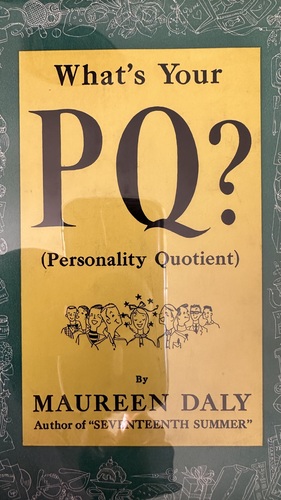 What's Your
PQ?
(Personality Quotient)
By
MAUREEN DALY
Author of "SEVENTEENTH SUMMER"